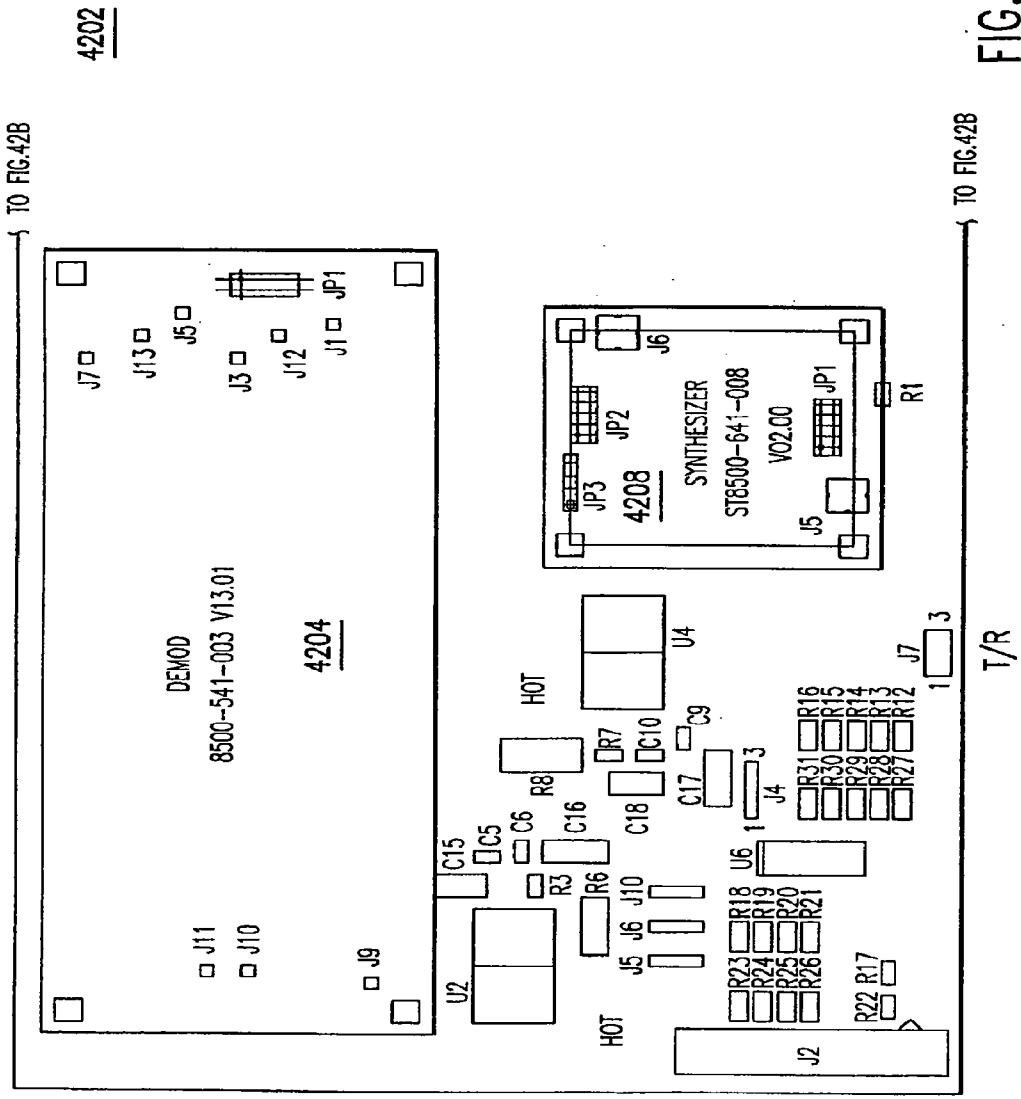 4202
TO FIG.42B
DEMOD
8500-541-003 V13.01
4204
J7
J13
J5
J3
J12
J1
JP1
J11
J10
J9
U2
C15
C5
C6
R3
C16
R6
HOT
HOT
R8
R7
C10
C9
C18
C17
U4
J5
J6
J10
1
J4
3
JP3
JP2
J6
4208
SYNTHESIZER
ST8500-641-008
V02.00
JP1
J5
R1
U6
R23
R18
R24
R19
R25
R20
R26
R21
R22
R17
J2
R31
R16
R30
R15
R29
R14
R28
R13
R27
R12
1
J7
3
T/R
TO FIG.42B
FIG.